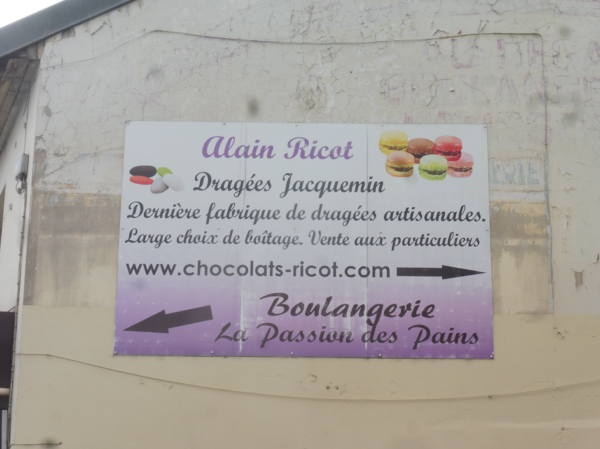 Alain Ricot
Dragées Jacquemin
Dernière fabrique de dragées artisanales.
Large choix de boîtage. Vente aux particuliers
www.chocolats-ricot.com
Boulangerie
La Passion des Pains